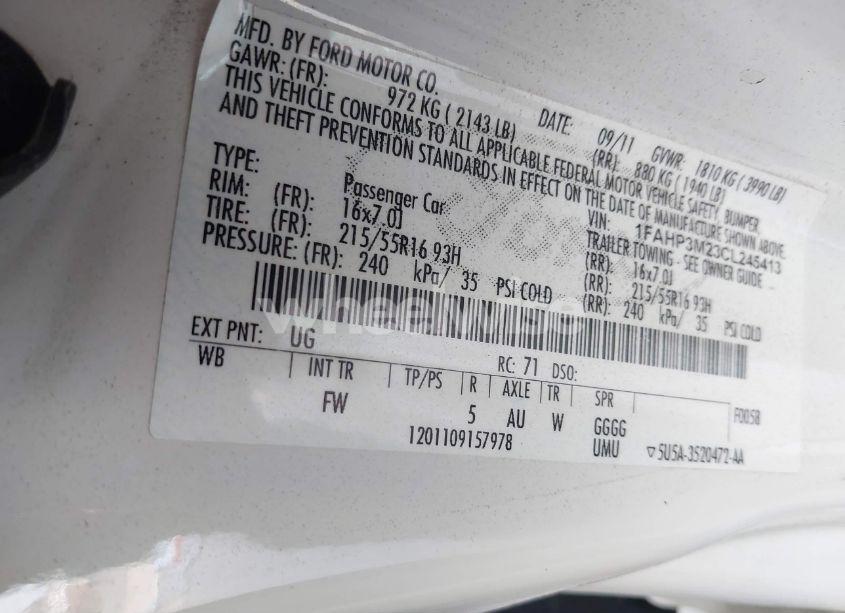 MFD. BY FORD MOTOR CO.
DATE: 09/11 GVWR: 1810 KG ( 3990 LB)
GAWR: (FR): 972 KG ( 2143 LB) (RR): 880 KG ( 1940 LB)
THIS VEHICLE CONFORMS TO ALL APPLICABLE FEDERAL MOTOR VEHICLE SAFETY, BUMPER,
AND THEFT PREVENTION STANDARDS IN EFFECT ON THE DATE OF MANUFACTURE SHOWN ABOVE.
VIN: 1FAHP3M23CL245413
TYPE: Passenger Car TRAILER TOWING - SEE OWNER GUIDE
RIM: (FR): 16x7.0J (RR): 16x7.0J
TIRE: (FR): 215/55R16 93H (RR): 215/55R16 93H
PRESSURE: (FR): 240 kPa/ 35 PSI COLD (RR): 240 kPa/ 35 PSI COLD
wheelwise
EXT PNT: UG RC: 71 DSO:
WB INT TR TP/PS R AXLE TR SPR F0058
FW 5 AU W GGGG
1201109157978 UMU 5U5A-3520472-AA